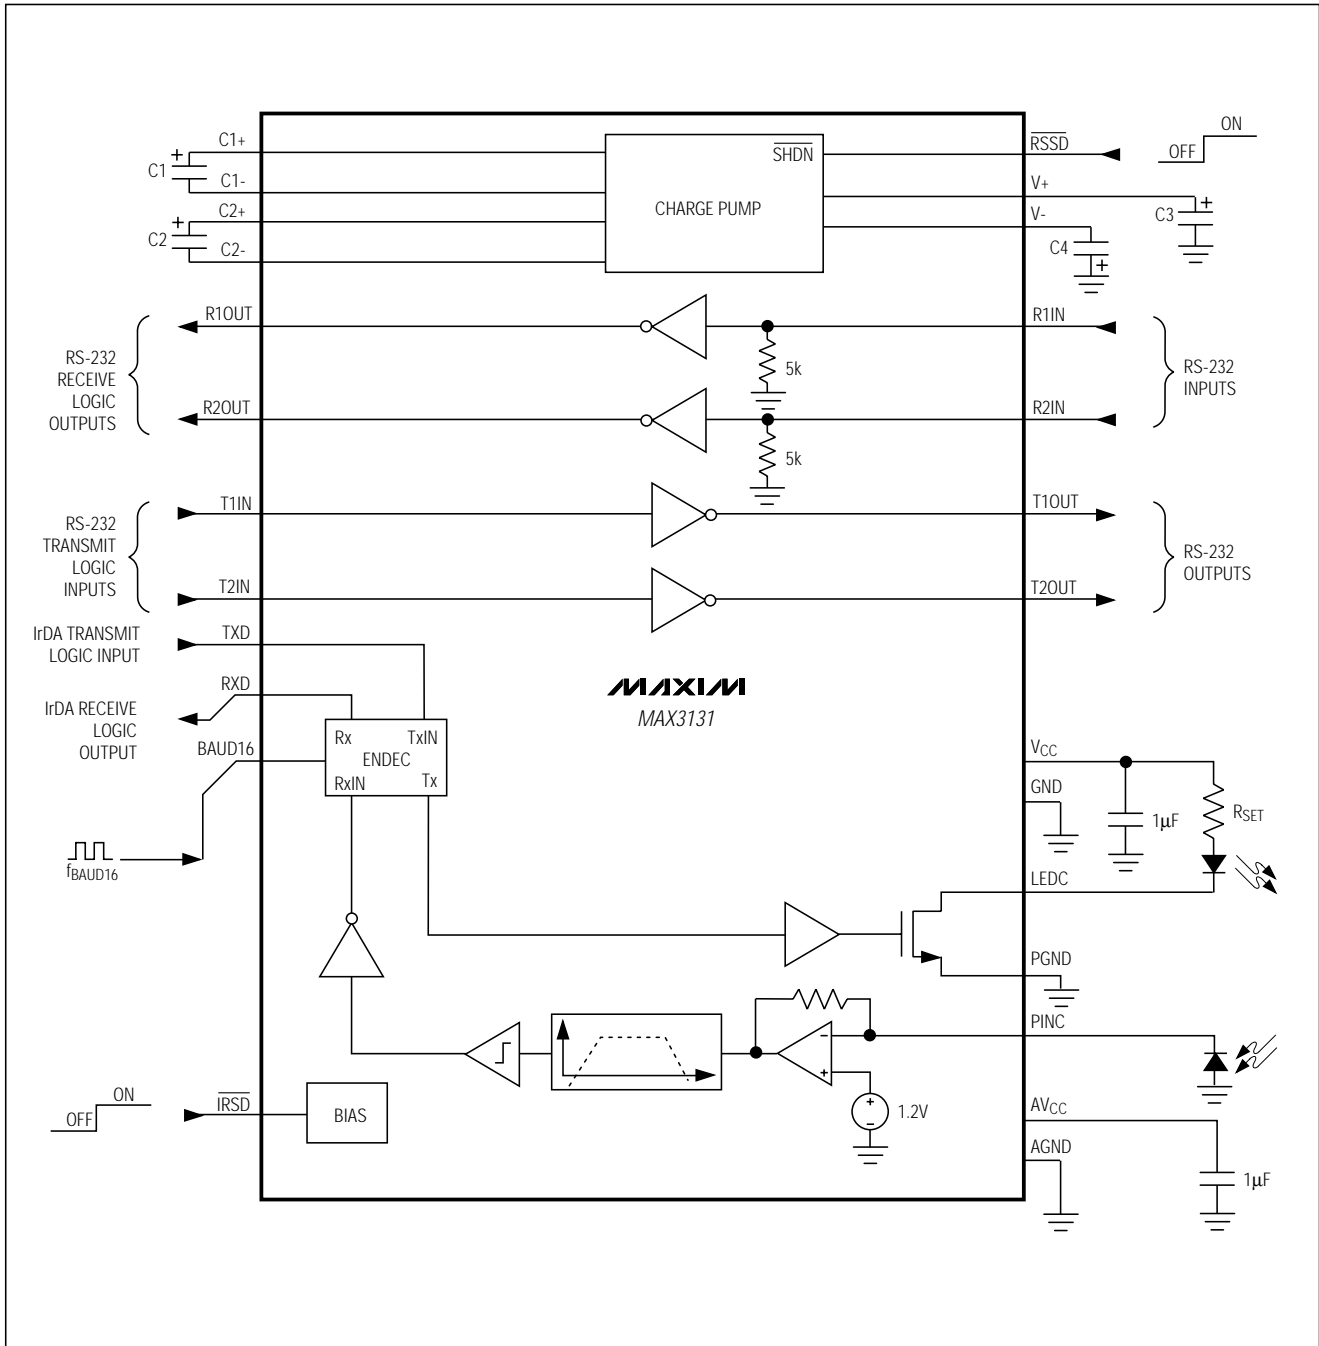 C1+
C1
+
C1-
C2+
C2
+
C2-
SHDN
CHARGE PUMP
RSSD
OFF
ON
V+
V-
C3
+
C4
+
R1OUT
R1IN
RS-232
RECEIVE
LOGIC
OUTPUTS
5k
RS-232
INPUTS
R2OUT
R2IN
5k
T1IN
T1OUT
RS-232
TRANSMIT
LOGIC
INPUTS
RS-232
OUTPUTS
T2IN
T2OUT
IrDA TRANSMIT
LOGIC INPUT
TXD
RXD
IrDA RECEIVE
LOGIC
OUTPUT
MAXIM
MAX3131
BAUD16
Rx
TxIN
ENDEC
RxIN
Tx
fBAUD16
VCC
GND
1µF
RSET
LEDC
PGND
PINC
-
+
+
-
1.2V
OFF
ON
IRSD
BIAS
AVCC
AGND
1µF